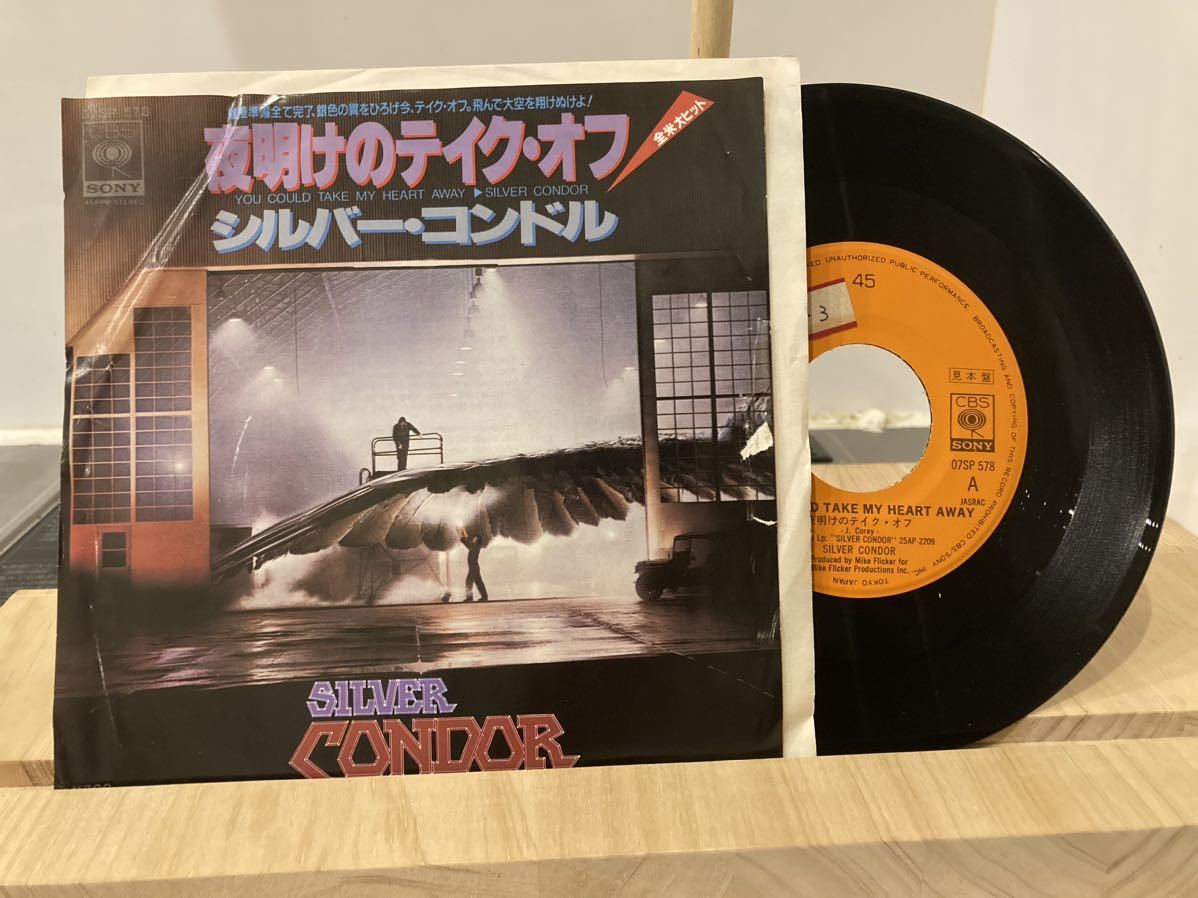 07SP 578
CBS
SONY
45RPM STEREO
準備全て完了、銀色の翼をひろげ今、テイク・オフ。飛んで大空を翔けぬけよ!
夜明けのテイク・オフ
全米大ヒット
YOU COULD TAKE MY HEART AWAY ▶SILVER CONDOR
シルバー・コンドル
SILVER
CONDOR
UNAUTHORIZED PUBLIC PERFORMANCE, BROADCASTING AND COPYING OF THIS RECORD PROHIBITED CBS/SONY INC. TOKYO JAPAN
45
3
見本盤
CBS
SONY
07SP 578
A
JASRAC
TAKE MY HEART AWAY
明けのテイク・オフ
- J. Corey -
Lp: "SILVER CONDOR" 25AP-2209
SILVER CONDOR
Produced by Mike Flicker for
Mike Flicker Productions Inc.